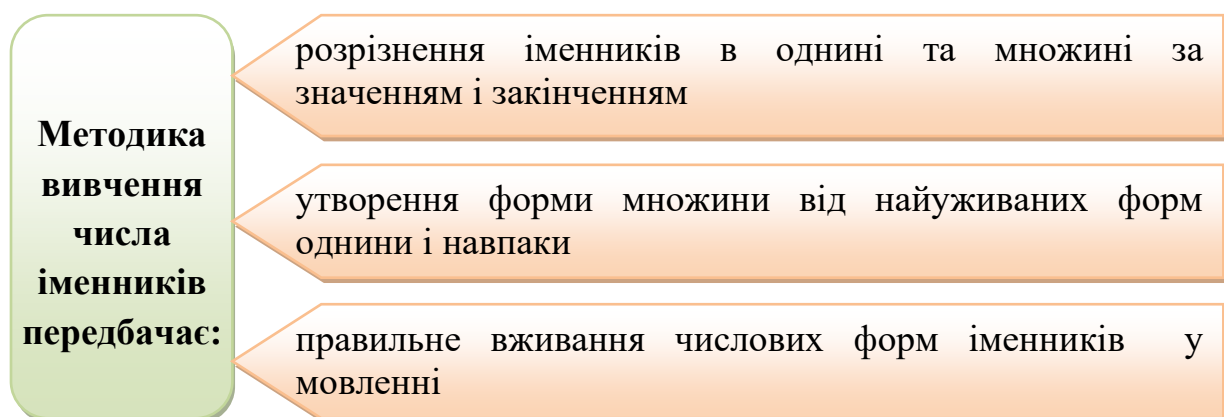 Методика
вивчення
числа
іменників
передбачає:
розрізнення іменників в однині та множині за
значенням і закінченням
утворення форми множини від найуживаних форм
однини і навпаки
правильне вживання числових форм іменників у
мовленні